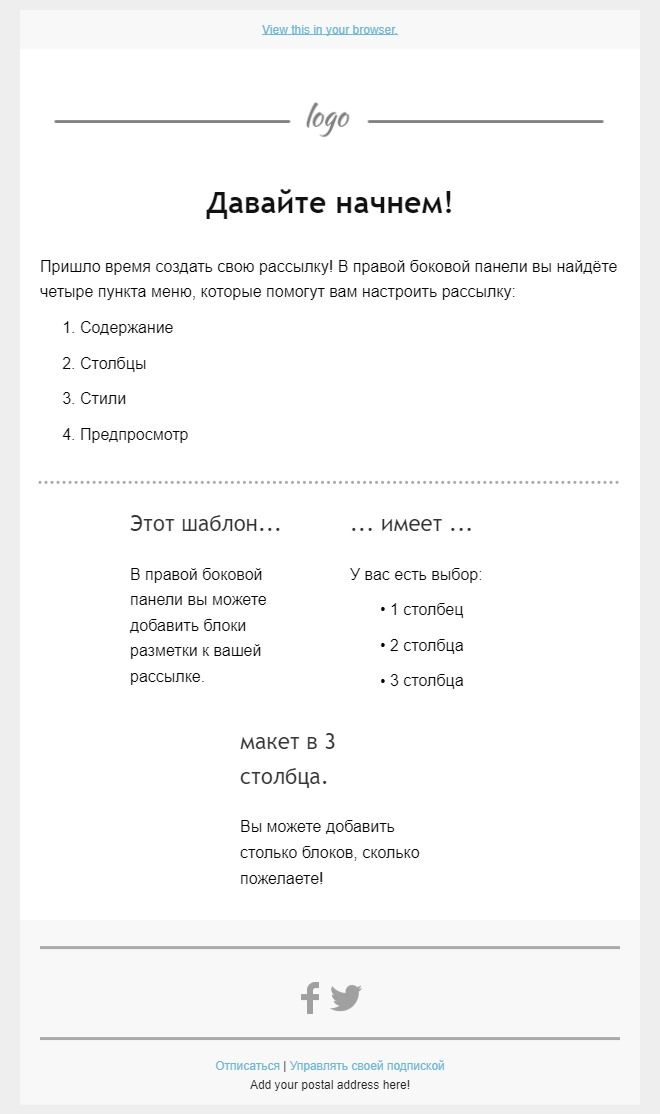 View this in your browser.
logo
Давайте начнем!
Пришло время создать свою рассылку! В правой боковой панели вы найдёте
четыре пункта меню, которые помогут вам настроить рассылку:
1. Содержание
2. Столбцы
3. Стили
4. Предпросмотр
Этот шаблон...
В правой боковой
панели вы можете
добавить блоки
разметки к вашей
рассылке.
... имеет ...
У вас есть выбор:
• 1 столбец
• 2 столбца
• 3 столбца
макет в 3
столбца.
Вы можете добавить
столько блоков, сколько
пожелаете!
Отписаться | Управлять своей подпиской
Add your postal address here!